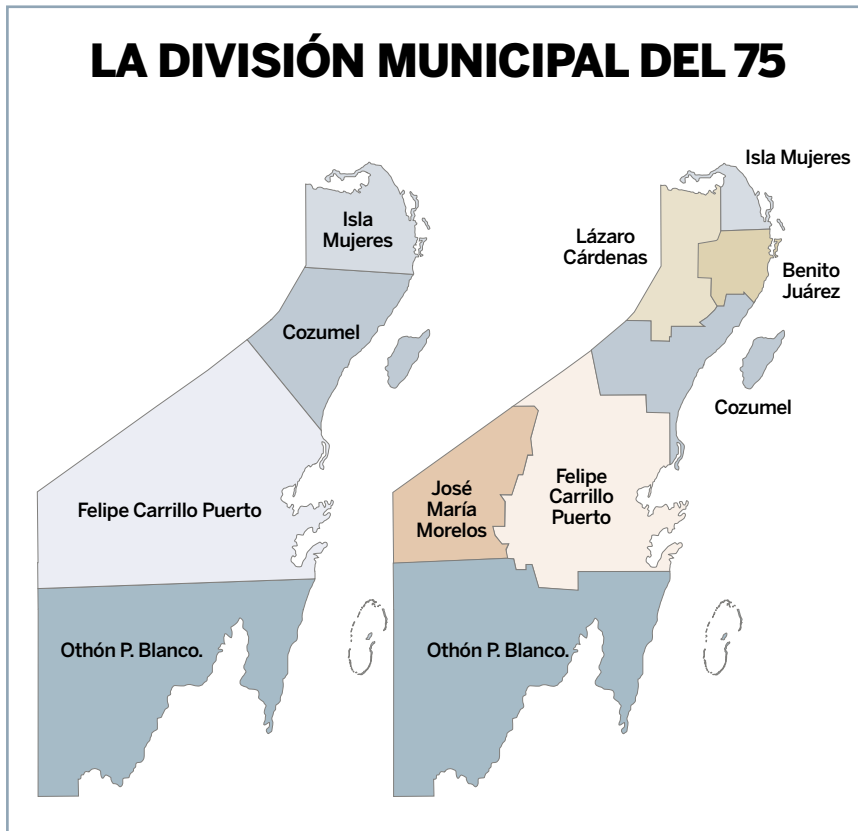 LA DIVISIÓN MUNICIPAL DEL 75
Isla
Mujeres
Cozumel
Felipe Carrillo Puerto
Othón P. Blanco.
Isla Mujeres
Lázaro
Cárdenas
Benito
Juárez
Cozumel
José
María
Morelos
Felipe
Carrillo
Puerto
Othón P. Blanco.